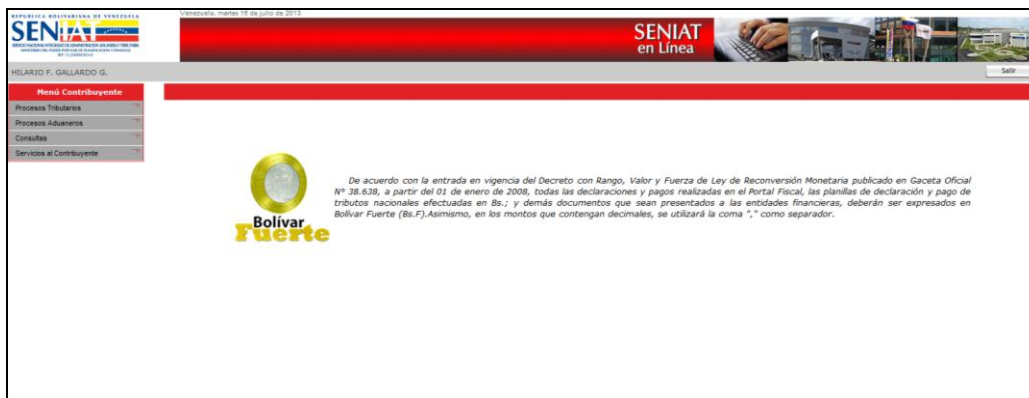 REPUBLICA BOLIVARIANA DE VENEZUELA
SENIAT
Venezuela, martes 16 de julio de 2013
SENIAT
en Línea
HILARIO F. GALLARDO G.
Salir
Menú Contribuyente
Procesos Tributarios
Procesos Aduaneros
Consultas
Servicios al Contribuyente
De acuerdo con la entrada en vigencia del Decreto con Rango, Valor y Fuerza de Ley de Reconversión Monetaria publicado en Gaceta Oficial
Nº 38.638, a partir del 01 de enero de 2008, todas las declaraciones y pagos realizadas en el Portal Fiscal, las planillas de declaración y pago de
tributos nacionales efectuadas en Bs.; y demás documentos que sean presentados a las entidades financieras, deberán ser expresados en
Bolívar Fuerte (Bs.F).Asimismo, en los montos que contengan decimales, se utilizará la coma "," como separador.
Bolívar
Fuerte